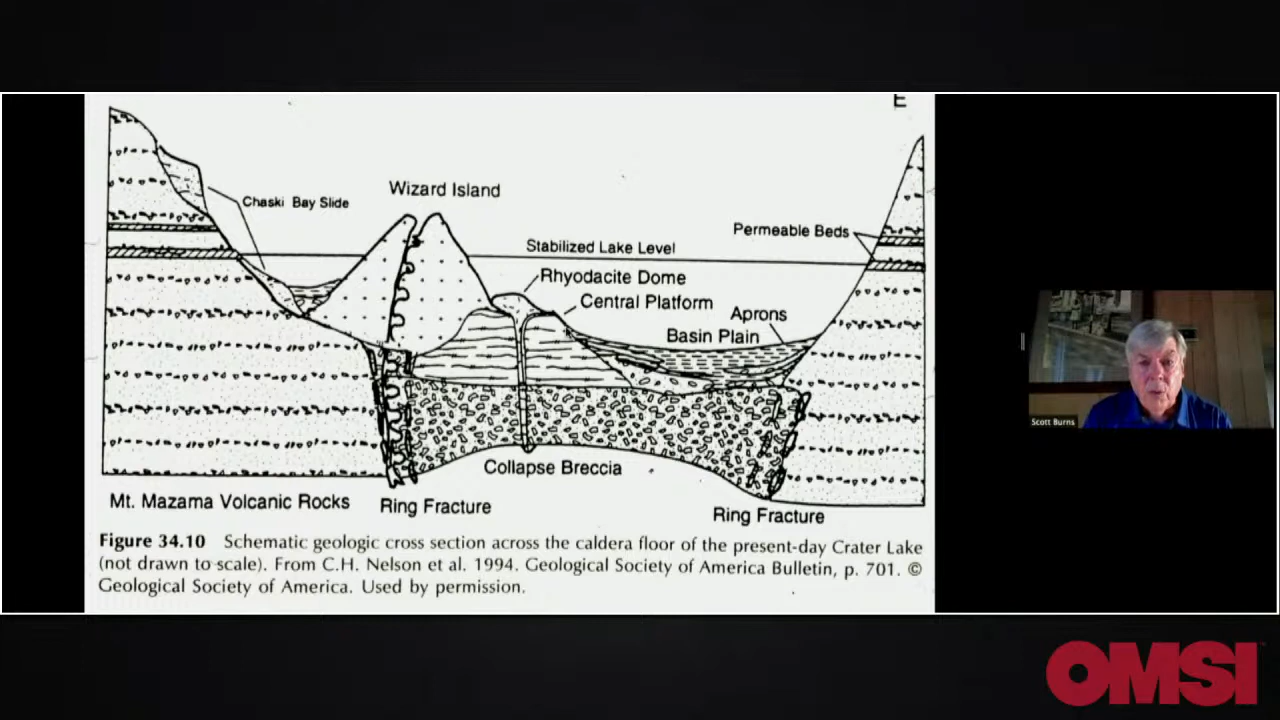 E
Wizard Island
Chaski Bay Slide
Permeable Beds
Stabilized Lake Level
Rhyodacite Dome
Central Platform
Aprons
Basin Plain
Collapse Breccia
Mt. Mazama Volcanic Rocks
Ring Fracture
Ring Fracture
Figure 34.10 Schematic geologic cross section across the caldera floor of the present-day Crater Lake
(not drawn to scale). From C.H. Nelson et al. 1994. Geological Society of America Bulletin, p. 701. ©
Geological Society of America. Used by permission.
Scott Burns
OMSI